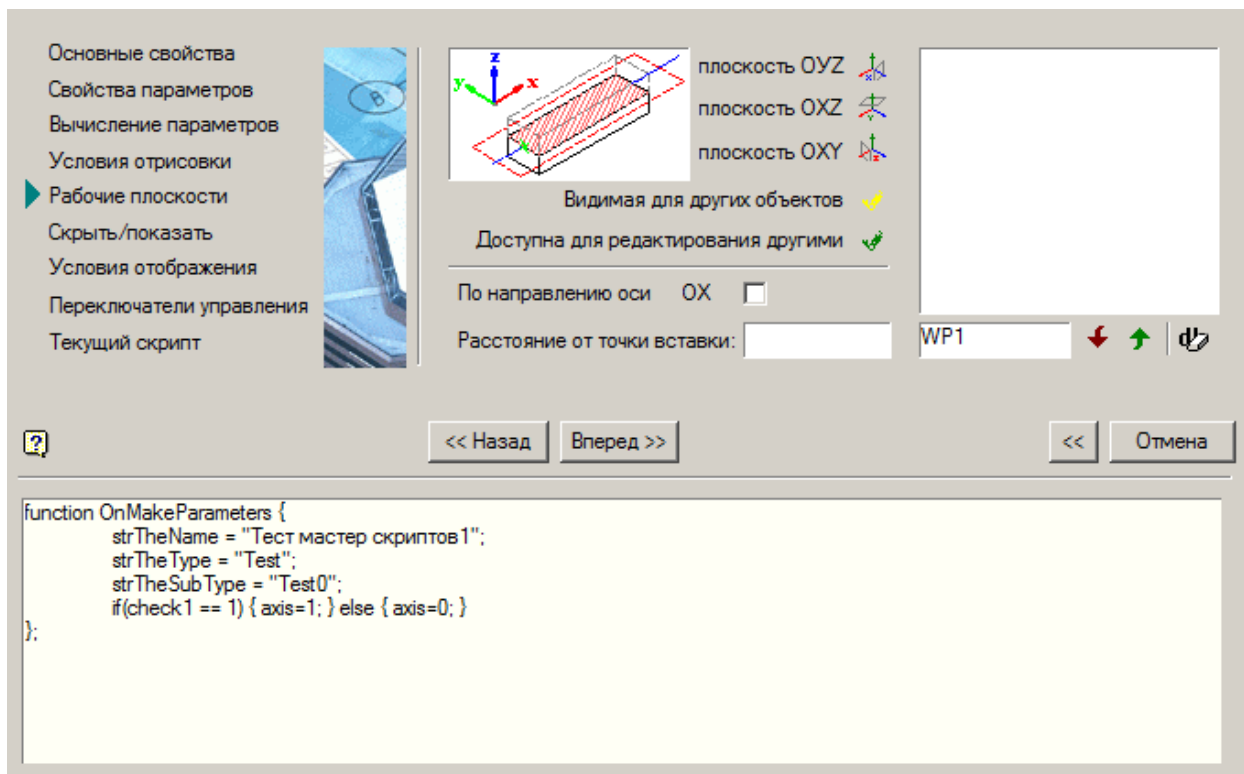 Основные свойства
Свойства параметров
Вычисление параметров
Условия отрисовки
Рабочие плоскости
Скрыть/показать
Условия отображения
Переключатели управления
Текущий скрипт
B
z
y
x
плоскость ОУZ
плоскость OXZ
плоскость OXY
Видимая для других объектов
Доступна для редактирования другими
По направлению оси OX
Расстояние от точки вставки:
WP1
<< Назад
Вперед >>
<<
Отмена
function OnMakeParameters {
strTheName = "Тест мастер скриптов1";
strTheType = "Test";
strTheSubType = "Test0";
if(check1 == 1) { axis=1; } else { axis=0; }
};